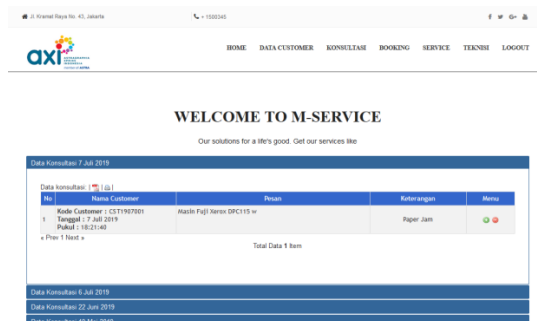 Jl. Kramat Raya No. 43, Jakarta
+ 1500345
axi
HOME DATA CUSTOMER KONSULTASI BOOKING SERVICE TEKNISI LOGOUT
WELCOME TO M-SERVICE
Our solutions for a life's good. Get our services like
Data Konsultasi 7 Juli 2019
Data konsultasi: | | |
No Nama Customer Pesan Keterangan Menu
1 Kode Customer : CST1907001 Masin Fuji Xerox DPC115 w Paper Jam
Tanggal : 7 Juli 2019
Pukul : 18:21:40
« Prev 1 Next »
Total Data 1 Item
Data Konsultasi 6 Juli 2019
Data Konsultasi 22 Juni 2019